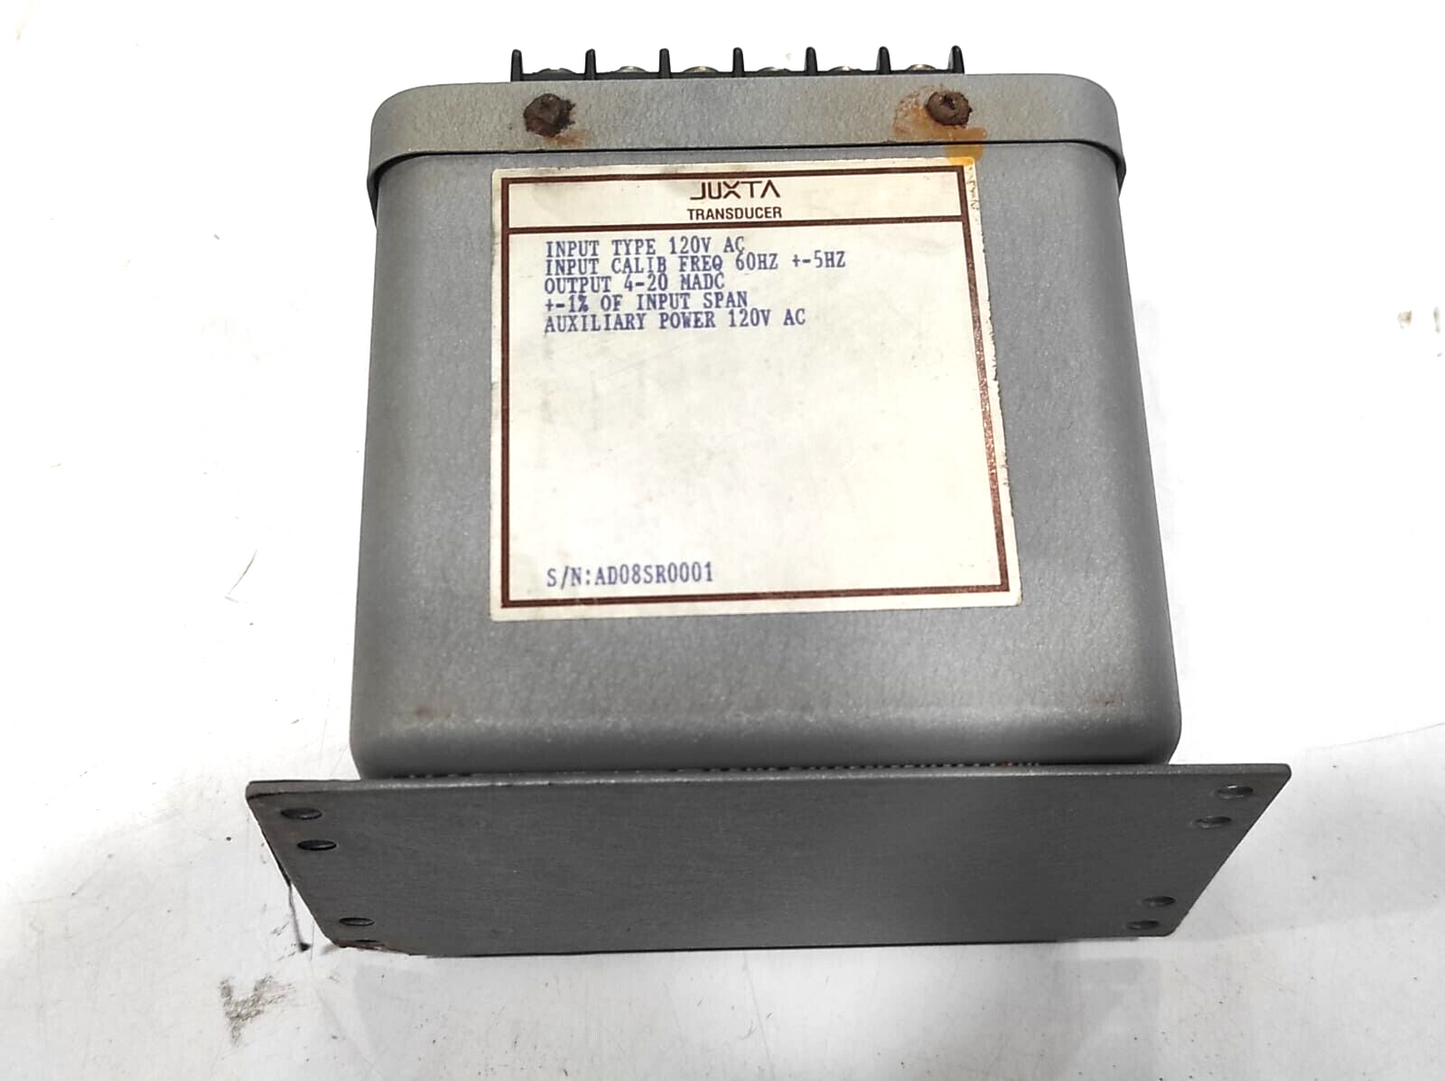 JUXTA
TRANSDUCER
INPUT TYPE 120V AC
INPUT CALIB FREQ 60HZ +-5HZ
OUTPUT 4-20 MADC
+-1% OF INPUT SPAN
AUXILIARY POWER 120V AC
S/N:AD08SR0001